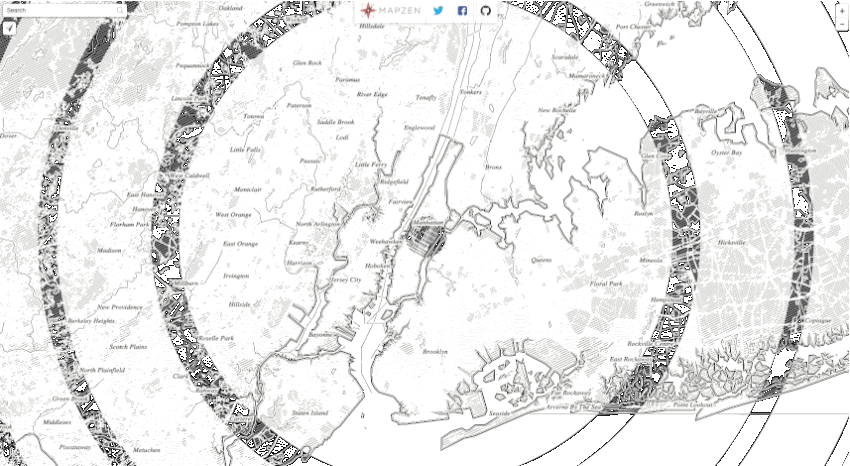 Search
MAPZEN
+
−
Oakland
Greenwich
Pompton Lakes
Hillsdale
Port Chester
Glen Rock
Scarsdale
Pequannock
Paramus
Mamaroneck
River Edge
Tenafly
Yonkers
Lincoln
Paterson
New Rochelle
Bayville
Totowa
Saddle Brook
Englewood
Denville
Dover
Lodi
Little Falls
Huntington
Oyster Bay
Glen
Passaic
Little Ferry
Bronx
West Caldwell
Ridgefield
Montclair
Rutherford
East Han
Fairview
Hanover
West Orange
Roslyn
Florham Park
North Arlington
Manhattan
East Orange
Kearny
Weehawken
Hicksville
Madison
Harrison
Hoboken
Queens
Mineola
Irvington
Jersey City
Millburn
Floral Park
Hempstead
Hillside
New Providence
Berkeley Heights
Bayonne
Copiague
Roselle Park
Scotch Plains
Brooklyn
Rockville Centre
East Rockaway
North Plainfield
Rockaway
Green
Arverne By The Sea
Point Lookout
Staten Island
Seaside
Middlesex
Piscataway
Metuchen